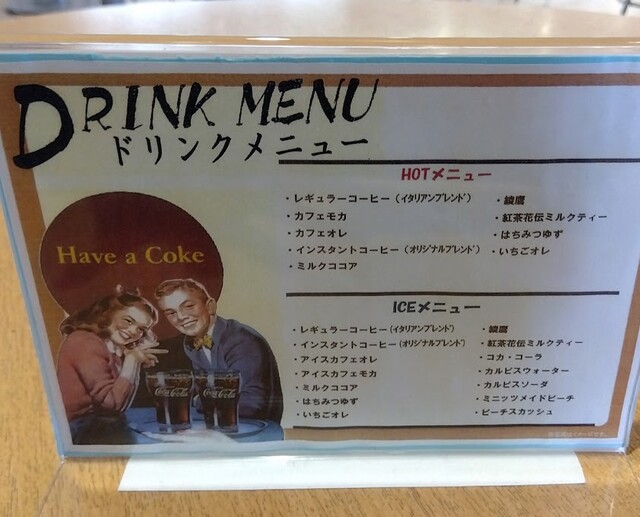 DRINK MENU
ドリンクメニュー
HOTメニュー
・レギュラーコーヒー(イタリアンブレンド)
・カフェモカ
・カフェオレ
・インスタントコーヒー(オリジナルブレンド)
・ミルクココア
・綾鷹
・紅茶花伝ミルクティー
・はちみつゆず
・いちごオレ
Have a Coke
Coca-Cola
Coca-Cola
ICEメニュー
・レギュラーコーヒー(イタリアンブレンド)
・インスタントコーヒー(オリジナルブレンド)
・アイスカフェオレ
・アイスカフェモカ
・ミルクココア
・はちみつゆず
・いちごオレ
・綾鷹
・紅茶花伝ミルクティー
・コカ・コーラ
・カルピスウォーター
・カルピスソーダ
・ミニッツメイドピーチ
・ピーチスカッシュ